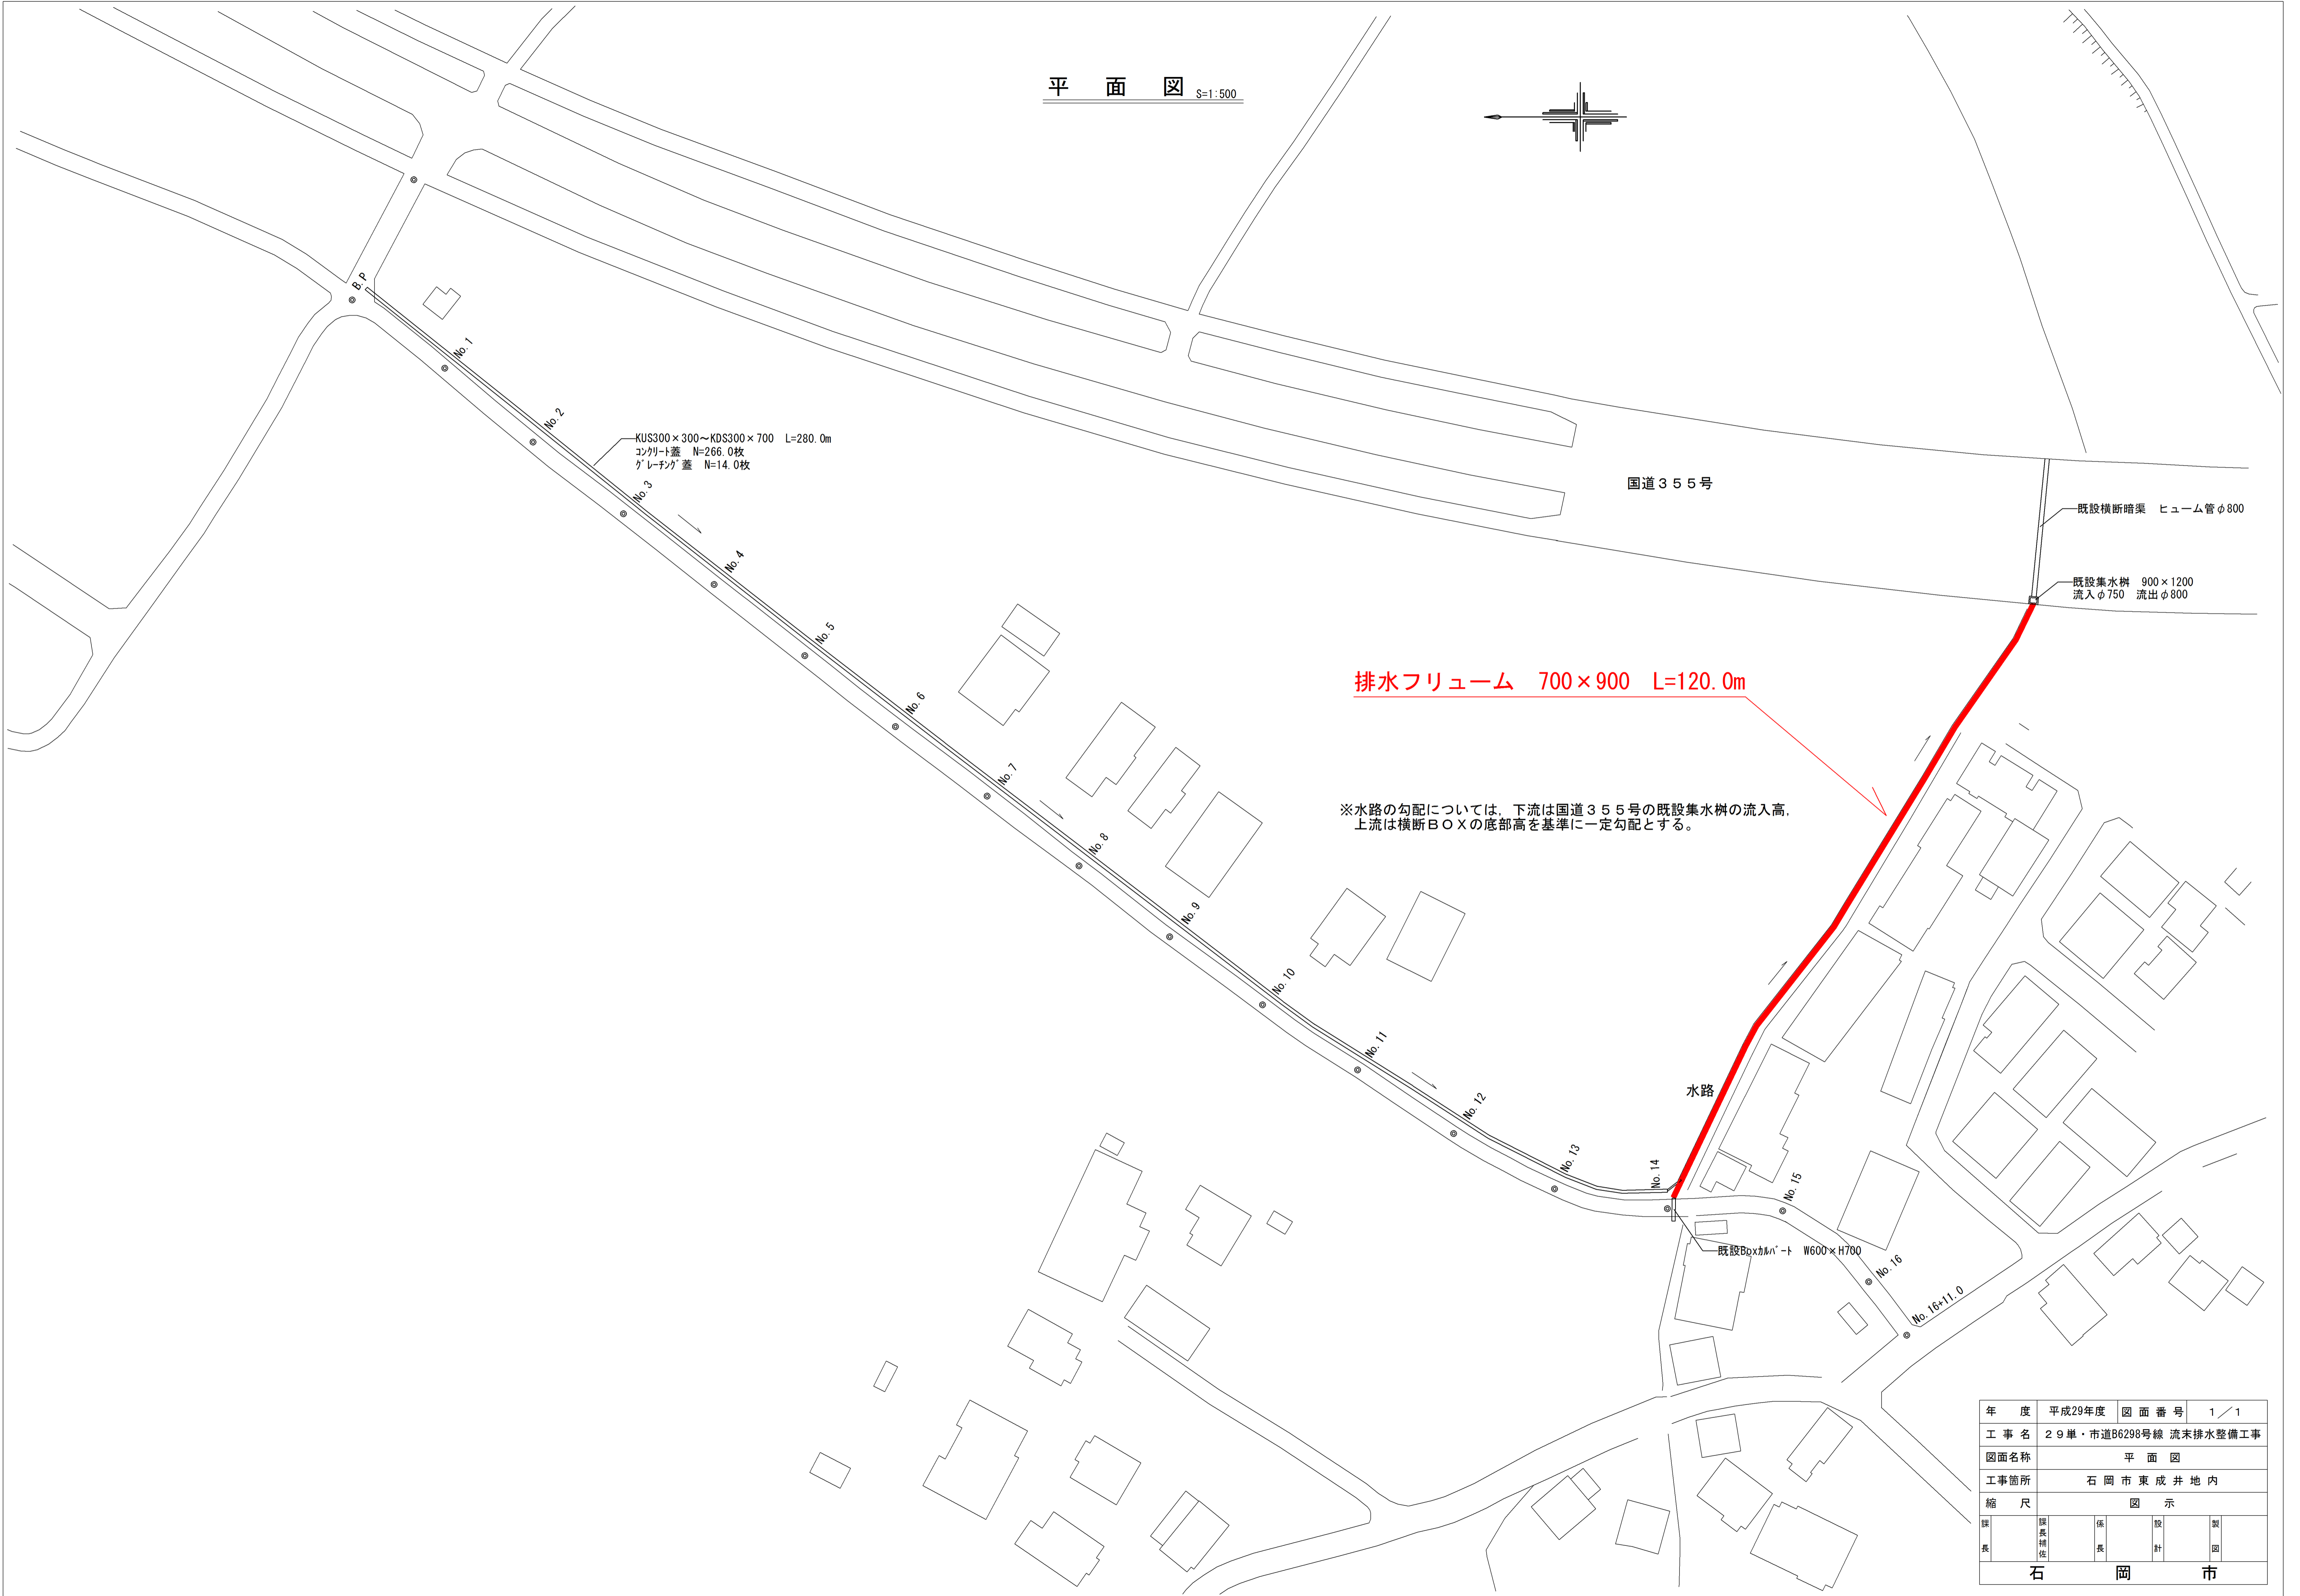 平 面 図 S=1:500
B.P
No.1
No.2
KUS300×300～KDS300×700 L=280.0m
コンクリート蓋 N=266.0枚
グレーチング蓋 N=14.0枚
No.3
No.4
No.5
No.6
No.7
No.8
No.9
No.10
No.11
No.12
No.13
No.14
No.15
No.16
No.16+11.0
国道３５５号
既設横断暗渠 ヒューム管φ800
既設集水桝 900×1200
流入φ750 流出φ800
排水フリューム 700×900 L=120.0m
※水路の勾配については，下流は国道３５５号の既設集水桝の流入高，
上流は横断ＢＯＸの底部高を基準に一定勾配とする。
水路
既設Boxカルバート W600×H700
年 度 平成29年度 図 面 番 号 1／1
工 事 名 ２９単・市道B6298号線 流末排水整備工事
図面名称 平 面 図
工事箇所 石 岡 市 東 成 井 地 内
縮 尺 図 示
課長 課長補佐 係長 設計 製図
石 岡 市